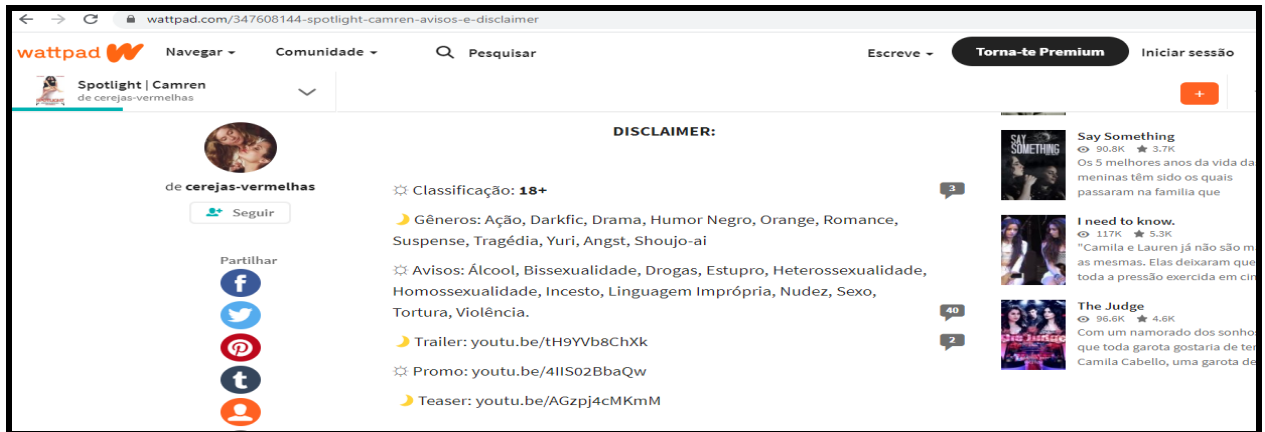 wattpad.com/347608144-spotlight-camren-avisos-e-disclaimer
wattpad
Navegar
Comunidade
Pesquisar
Escreve
Torna-te Premium
Iniciar sessão
Spotlight | Camren
de cerejas-vermelhas
+
de cerejas-vermelhas
Seguir
Partilhar
DISCLAIMER:
Classificação: 18+
3
Gêneros: Ação, Darkfic, Drama, Humor Negro, Orange, Romance,
Suspense, Tragédia, Yuri, Angst, Shoujo-ai
Avisos: Álcool, Bissexualidade, Drogas, Estupro, Heterossexualidade,
Homossexualidade, Incesto, Linguagem Imprópria, Nudez, Sexo,
Tortura, Violência.
40
Trailer: youtu.be/tH9YVb8ChXk
2
Promo: youtu.be/4IIS02BbaQw
Teaser: youtu.be/AGzpj4cMKmM
SAY
SOMETHING
Say Something
90.8K 3.7K
Os 5 melhores anos da vida da
meninas têm sido os quais
passaram na familia que
I need to know.
117K 5.3K
"Camila e Lauren já não são m
as mesmas. Elas deixaram que
toda a pressão exercida em cin
The Judge
96.6K 4.6K
Com um namorado dos sonho
que toda garota gostaria de ter
Camila Cabello, uma garota de